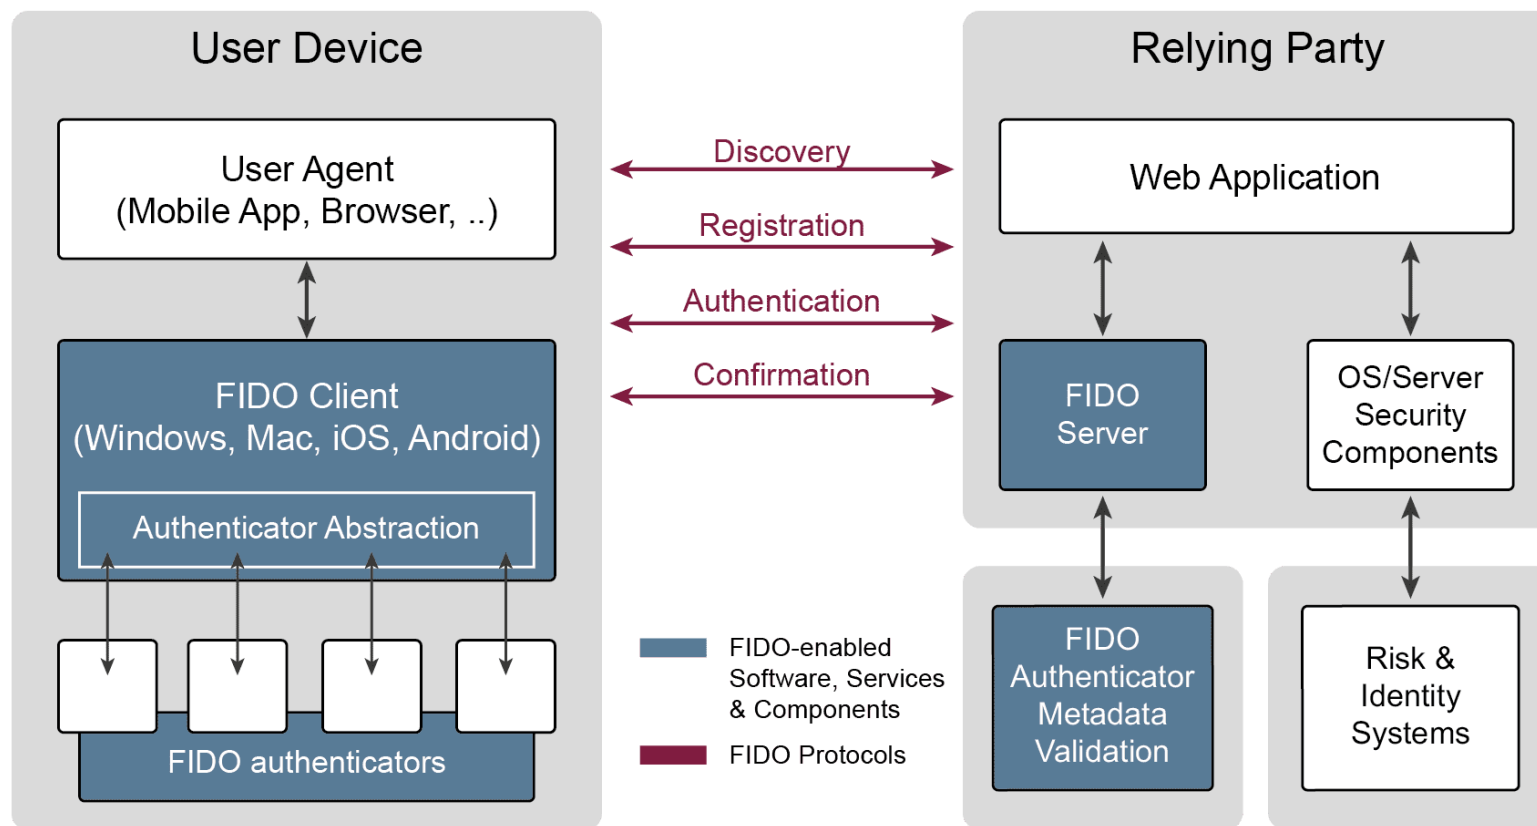 User Device
User Agent
(Mobile App, Browser, ..)
FIDO Client
(Windows, Mac, iOS, Android)
Authenticator Abstraction
FIDO authenticators
Discovery
Registration
Authentication
Confirmation
FIDO-enabled
Software, Services
& Components
FIDO Protocols
Relying Party
Web Application
FIDO
Server
OS/Server
Security
Components
FIDO
Authenticator
Metadada
Validation
Risk &
Identity
Systems